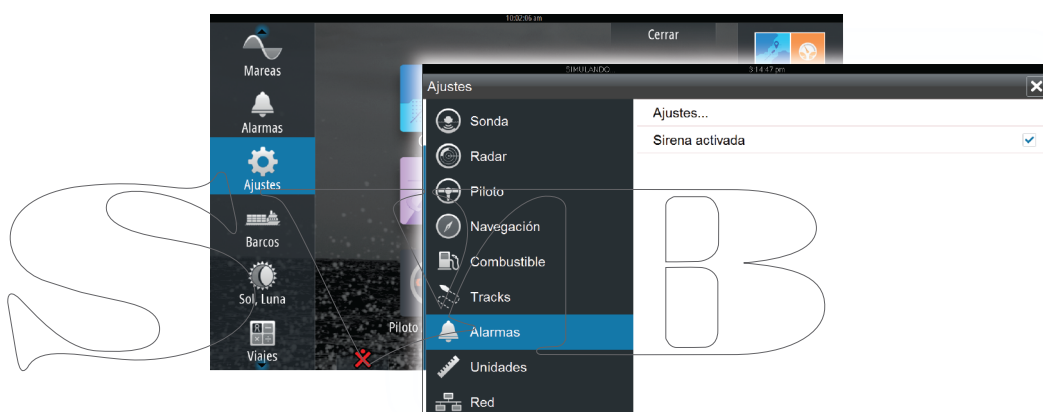 10:02:06 am
Cerrar
Mareas
Alarmas
Ajustes
Barcos
Sol, Luna
Viajes
Piloto
SIMULANDO
3:14:47 pm
Ajustes
Sonda
Radar
Piloto
Navegación
Combustible
Tracks
Alarmas
Unidades
Red
Ajustes...
Sirena activada
S B